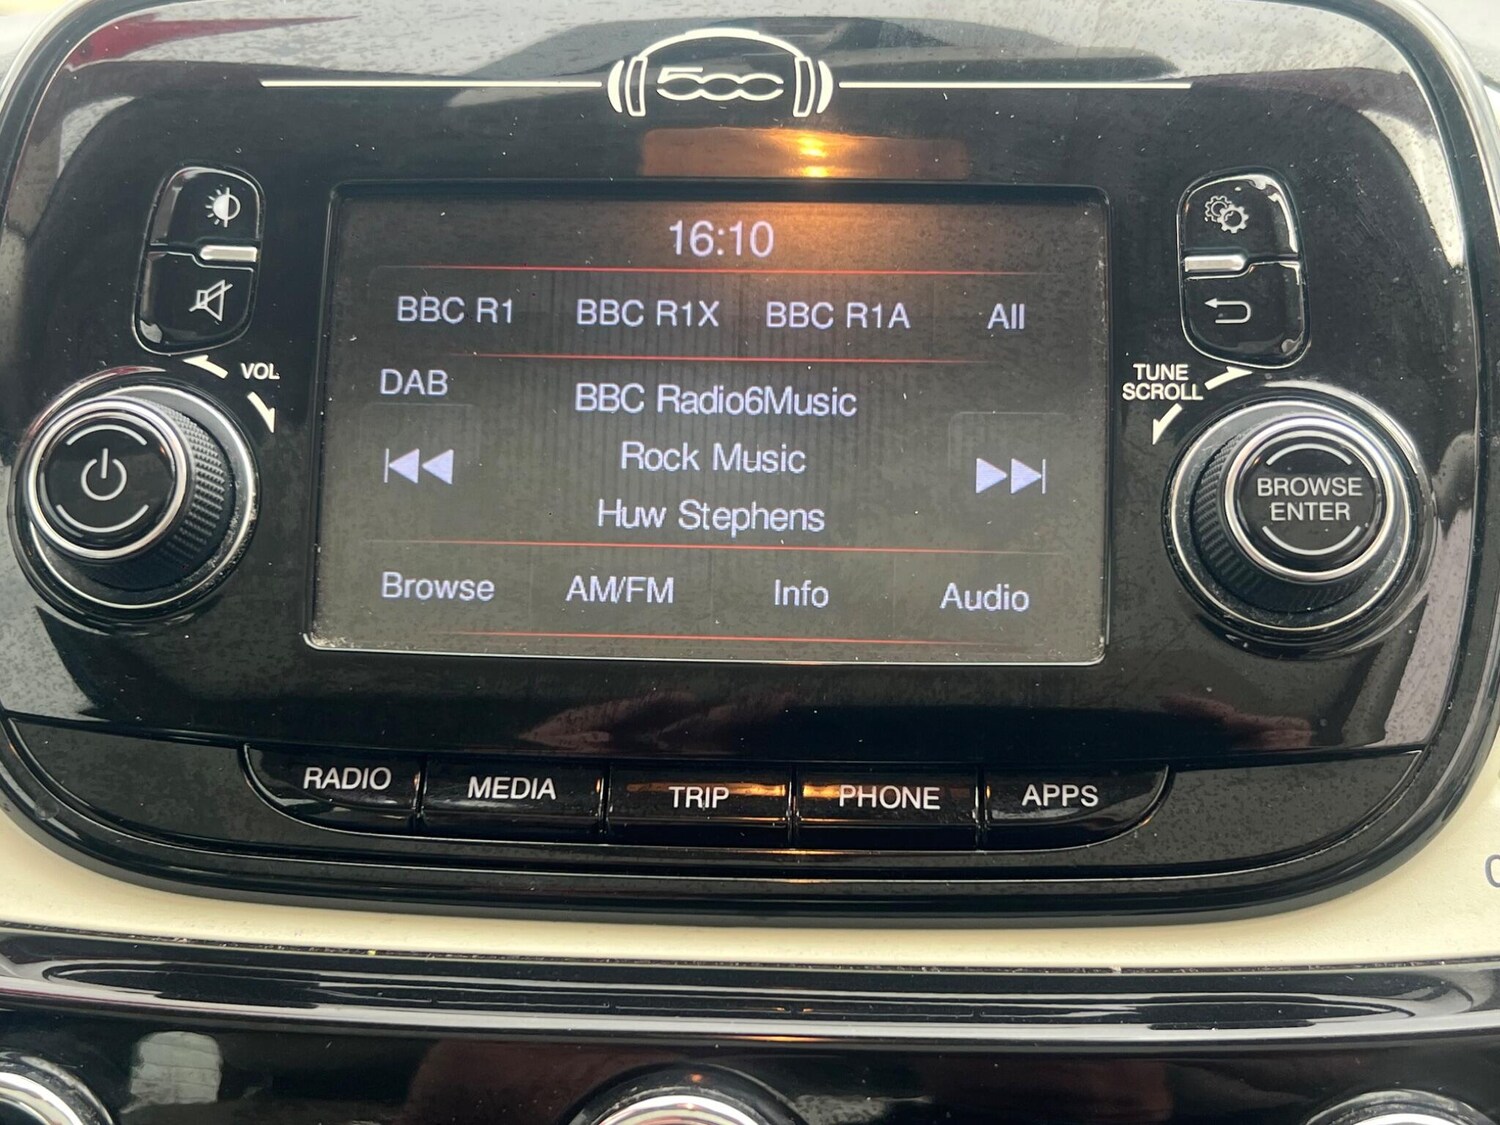 500
16:10
BBC R1 BBC R1X BBC R1A All
DAB
BBC Radio6Music
Rock Music
Huw Stephens
Browse AM/FM Info Audio
VOL
TUNE
SCROLL
BROWSE
ENTER
RADIO MEDIA TRIP PHONE APPS